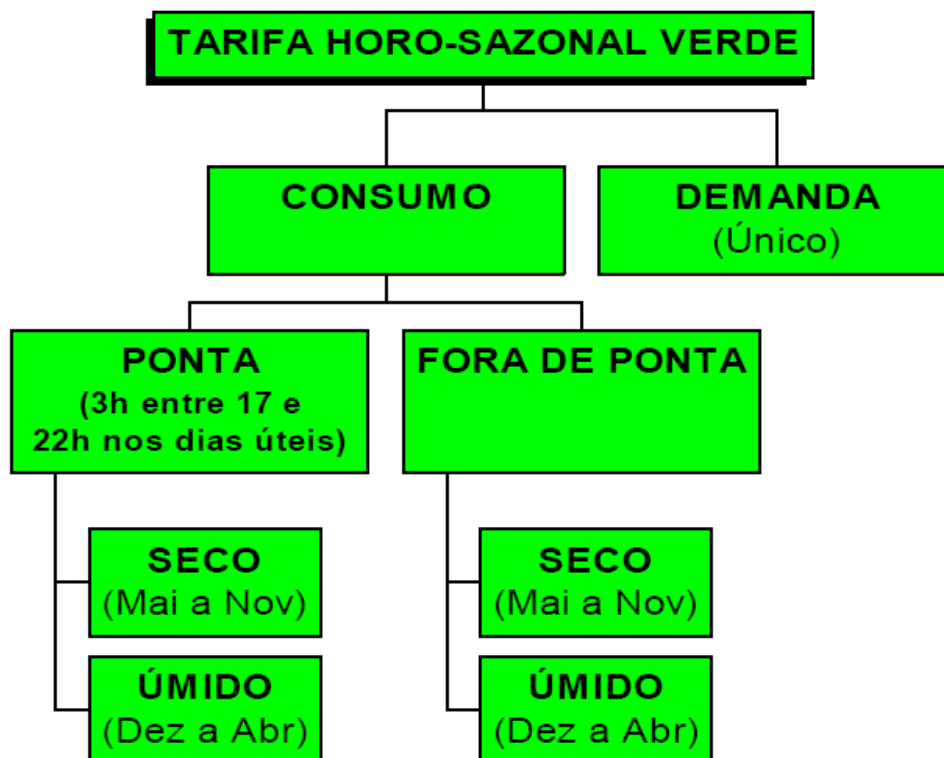 TARIFA HORO-SAZONAL VERDE
CONSUMO
DEMANDA
(Único)
PONTA
(3h entre 17 e
22h nos dias úteis)
FORA DE PONTA
SECO
(Mai a Nov)
ÚMIDO
(Dez a Abr)
SECO
(Mai a Nov)
ÚMIDO
(Dez a Abr)